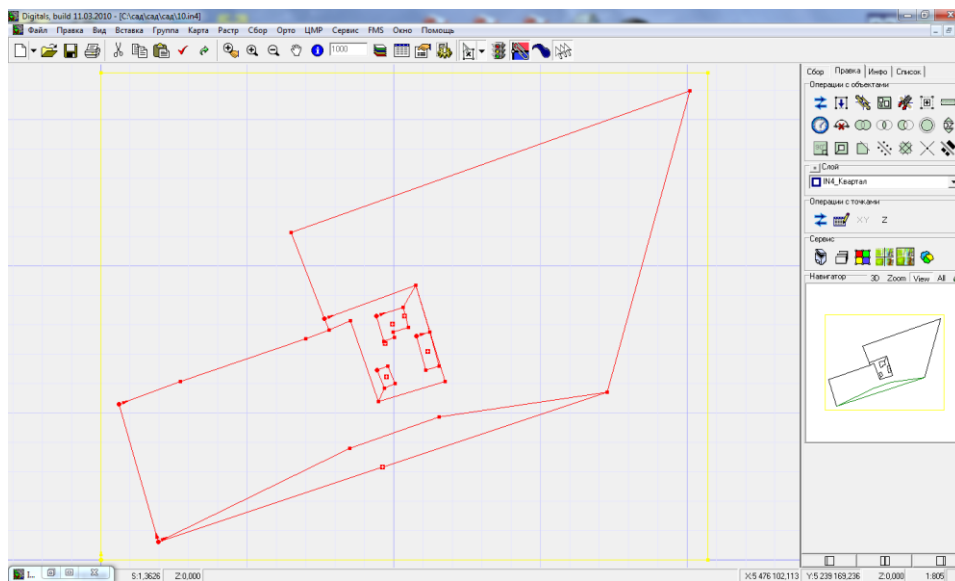 Digitals, build 11.03.2010 - [C:\сад\сад\сад\10.in4]
Файл Правка Вид Вставка Группа Карта Растр Сбор Орто ЦМР Сервис FMS Окно Помощь
1000
Сбор Правка Инфо Список
Операции с объектами
Слой
IN4_Квартал
Операции с точками
XY Z
Сервис
Навигатор 3D Zoom View All
S:1,3626 Z:0,000 X:5 476 102,113 Y:5 239 169,236 Z:0,000 1:805